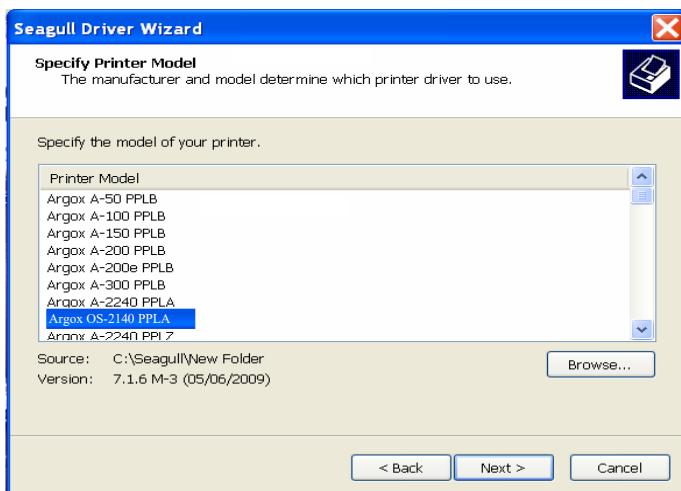 Seagull Driver Wizard
Specify Printer Model
The manufacturer and model determine which printer driver to use.
Specify the model of your printer.
Printer Model
Argox A-50 PPLB
Argox A-100 PPLB
Argox A-150 PPLB
Argox A-200 PPLB
Argox A-200e PPLB
Argox A-300 PPLB
Argox A-2240 PPLA
Argox OS-2140 PPLA
Argox A-2240 PPLZ
Source: C:\Seagull\New Folder
Browse...
Version: 7.1.6 M-3 (05/06/2009)
< Back Next > Cancel